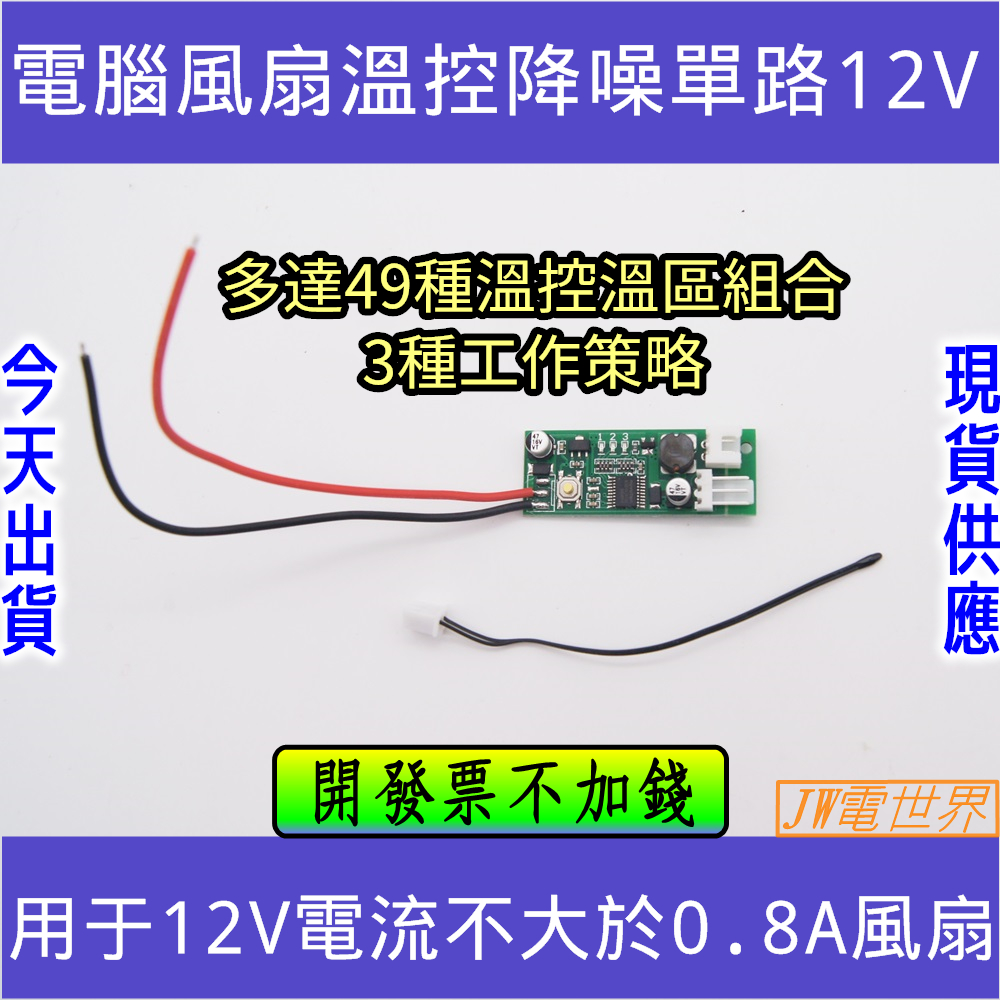 電腦風扇溫控降噪單路12V
多達49種溫控溫區組合
3種工作策略
今天出貨
現貨供應
47
16V
VT
1 2 3
開發票不加錢
JW電世界
用于12V電流不大於0.8A風扇